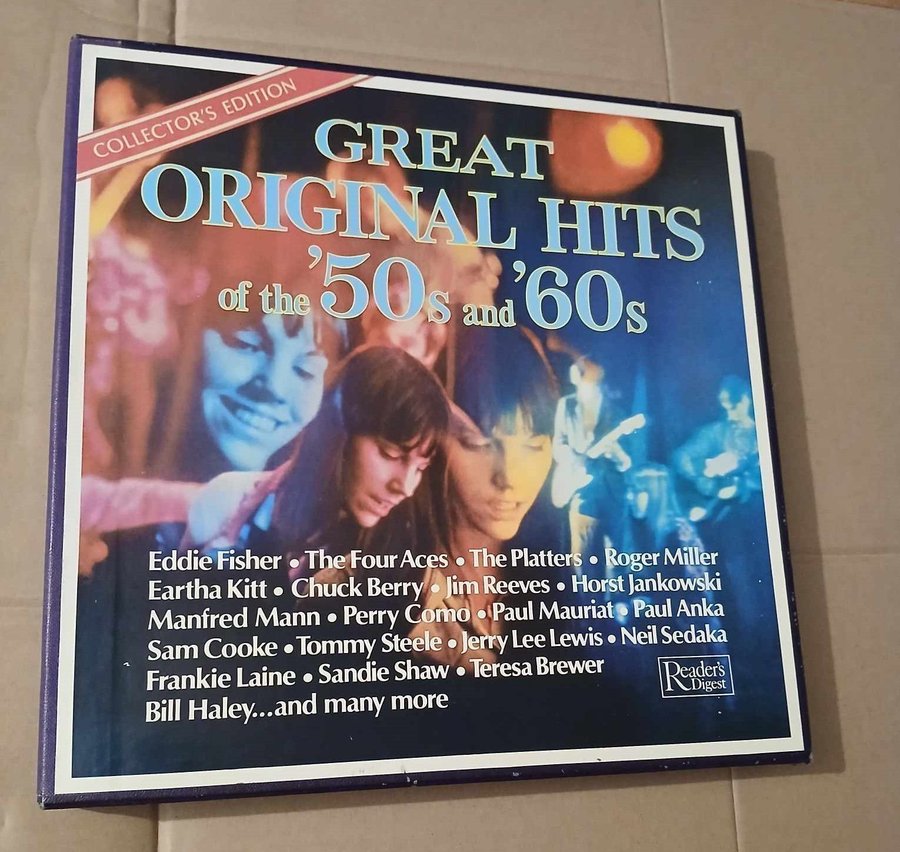 COLLECTOR'S EDITION
GREAT
ORIGINAL HITS
of the '50s and '60s
Eddie Fisher • The Four Aces • The Platters • Roger Miller
Eartha Kitt • Chuck Berry • Jim Reeves • Horst Jankowski
Manfred Mann • Perry Como • Paul Mauriat • Paul Anka
Sam Cooke • Tommy Steele • Jerry Lee Lewis • Neil Sedaka
Frankie Laine • Sandie Shaw • Teresa Brewer
Bill Haley...and many more
Reader's
Digest